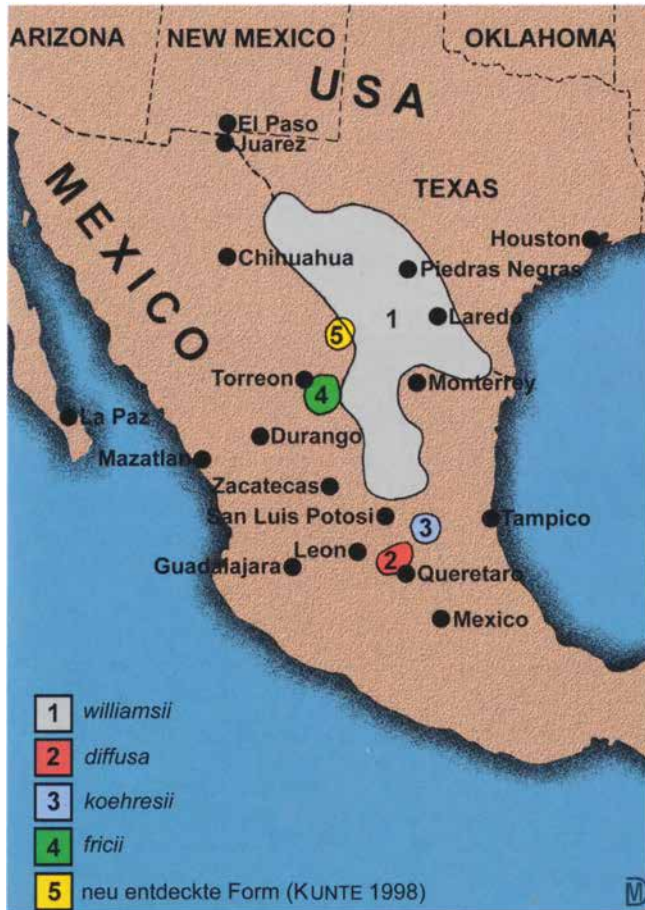 ARIZONA NEW MEXICO OKLAHOMA
USA
El Paso
Juarez
MEXICO
TEXAS
Houston
Chihuahua
Piedras Negras
1
Laredo
5
Torreon
4
Monterrey
La Paz
Durango
Mazatlan
Zacatecas
San Luis Potosi
3
Tampico
Leon
2
Guadalajara
Queretaro
Mexico
1 williamsii
2 diffusa
3 koehresii
4 fricii
5 neu entdeckte Form (KUNTE 1998)